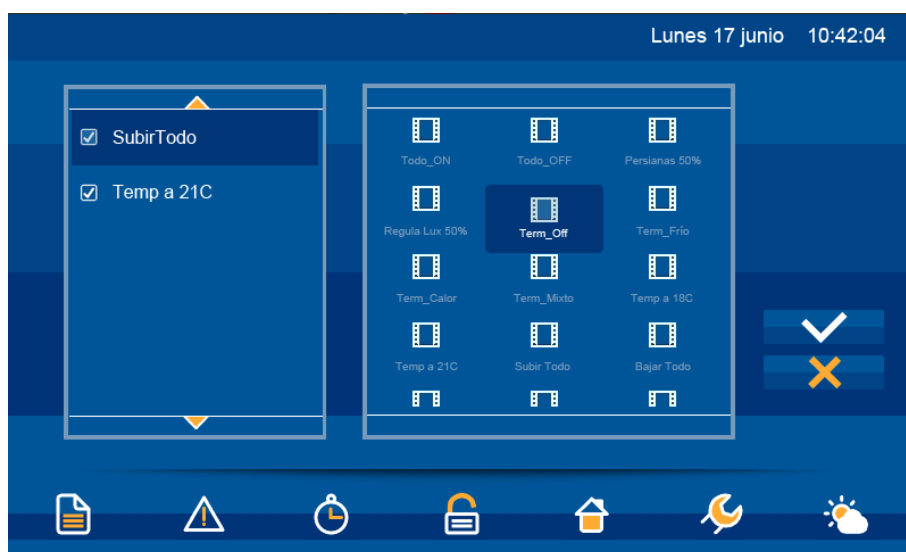 Lunes 17 junio 10:42:04
SubirTodo
Temp a 21C
Todo_ON Todo_OFF Persianas 50%
Regula Lux 50% Term_Off Term_Frío
Term_Calor Term_Mixto Temp a 18C
Temp a 21C Subir Todo Bajar Todo